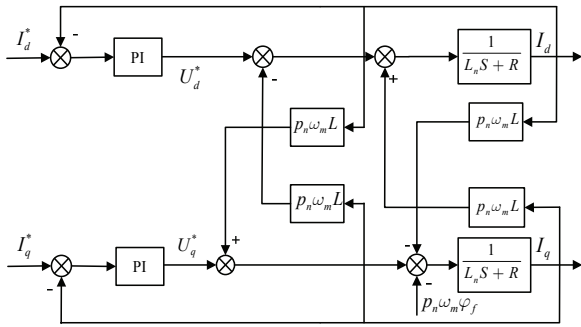 I_d^*
-
PI
U_d^*
-
+
1/(L_n S + R)
I_d
p_n ω_m L
p_n ω_m L
p_n ω_m L
p_n ω_m L
I_q^*
-
PI
U_q^*
+
-
-
1/(L_n S + R)
I_q
p_n ω_m φ_f